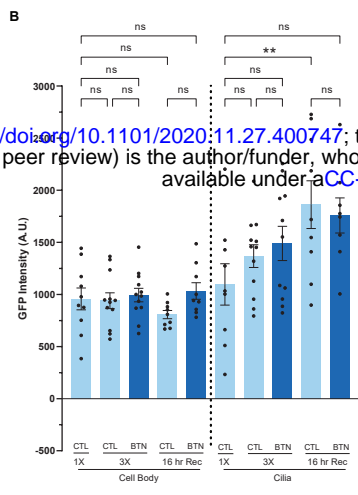 B
ns
ns
ns
ns
ns
**
ns
ns
ns
ns
ns
ns
3000
/doi.org/10.1101/2020.11.27.400747; t
peer review) is the author/funder, who
available under aCC-
2000
1500
1000
500
0
-500
GFP Intensity (A.U.)
CTL CTL BTN CTL BTN CTL CTL BTN CTL BTN
1X 3X 16 hr Rec 1X 3X 16 hr Rec
Cell Body Cilia